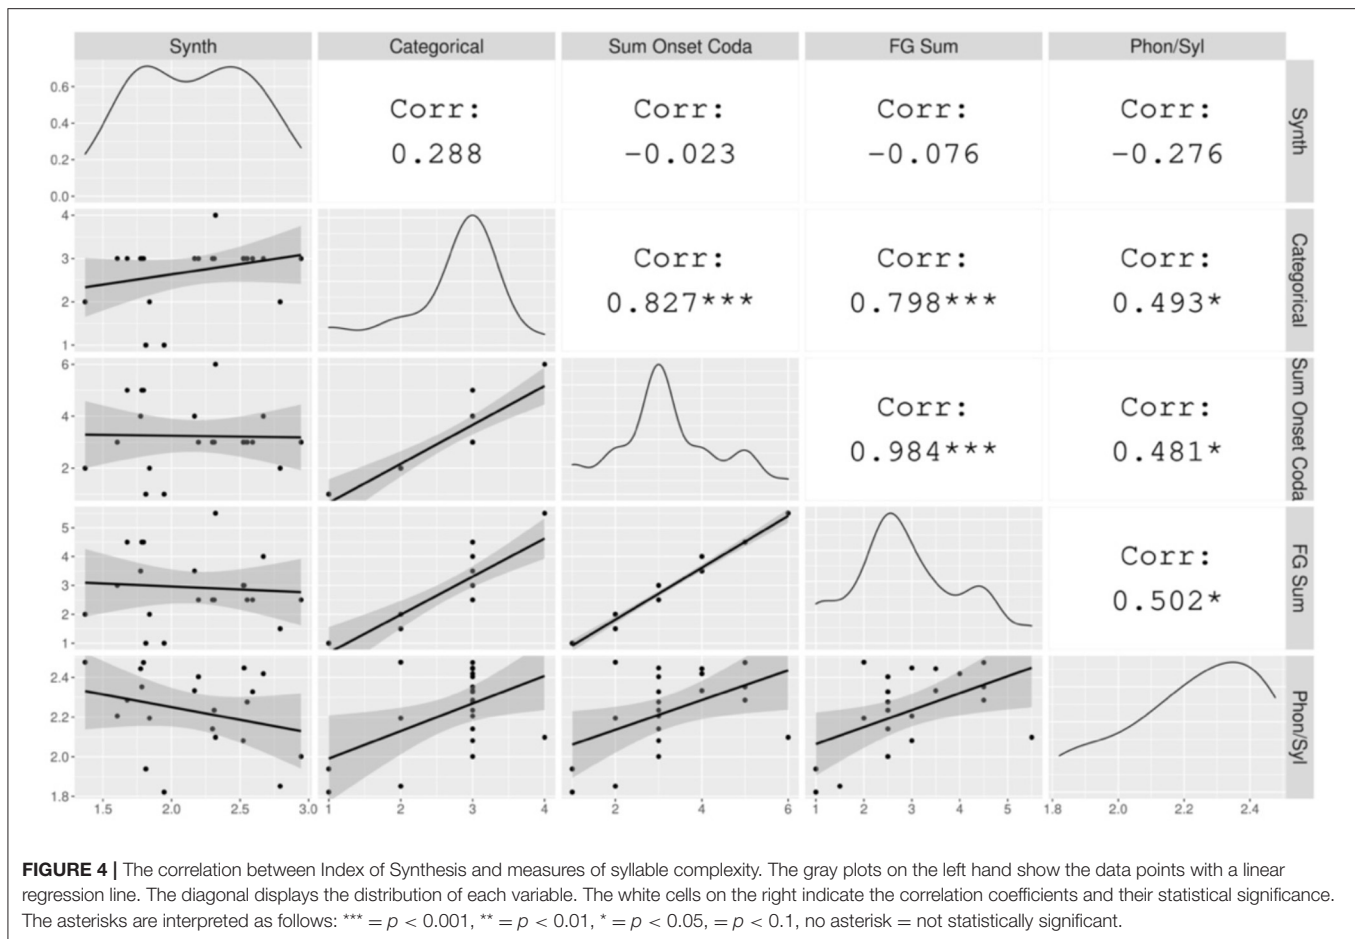 Synth Categorical Sum Onset Coda FG Sum Phon/Syl
0.6
0.4
0.2
0.0
Corr:
0.288
Corr:
−0.023
Corr:
−0.076
Corr:
−0.276
Synth
4
3
2
1
Corr:
0.827***
Corr:
0.798***
Corr:
0.493*
Categorical
6
4
2
Corr:
0.984***
Corr:
0.481*
Sum Onset Coda
5
4
3
2
1
Corr:
0.502*
FG Sum
2.4
2.2
2.0
1.8
Phon/Syl
1.5 2.0 2.5 3.0 1 2 3 4 2 4 6 1 2 3 4 5 1.8 2.0 2.2 2.4
FIGURE 4 | The correlation between Index of Synthesis and measures of syllable complexity. The gray plots on the left hand show the data points with a linear
regression line. The diagonal displays the distribution of each variable. The white cells on the right indicate the correlation coefficients and their statistical significance.
The asterisks are interpreted as follows: *** = p < 0.001, ** = p < 0.01, * = p < 0.05, = p < 0.1, no asterisk = not statistically significant.